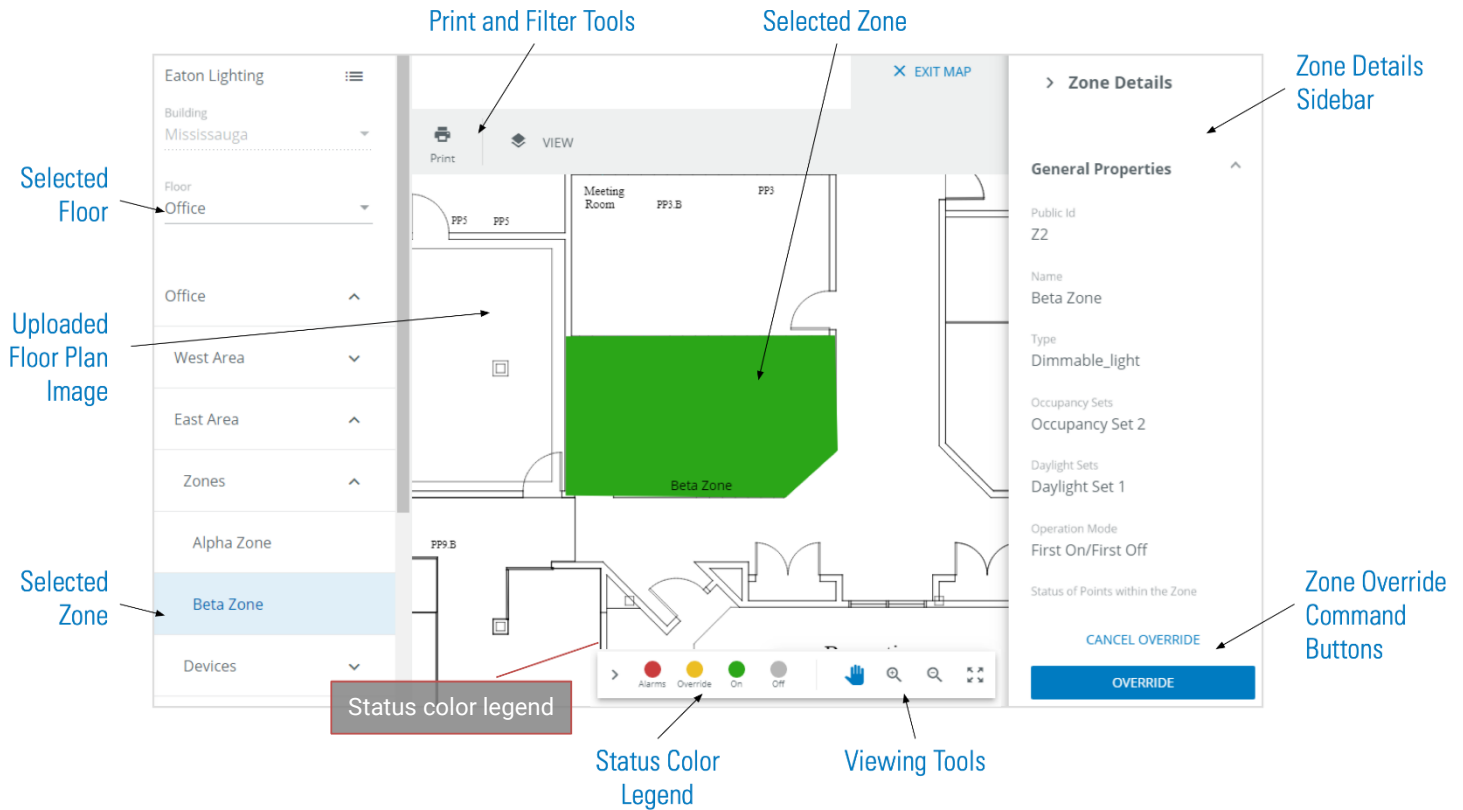 Print and Filter Tools
Selected Zone
Zone Details
Sidebar
Selected
Floor
Uploaded
Floor Plan
Image
Selected
Zone
Eaton Lighting
Building
Mississauga
Floor
Office
Office
West Area
East Area
Zones
Alpha Zone
Beta Zone
Devices
EXIT MAP
Print
VIEW
Meeting
Room
PP3.B
PP3
PP5
PP5
Beta Zone
PP9.B
Alarms
Override
On
Off
Status color legend
Zone Details
General Properties
Public Id
Z2
Name
Beta Zone
Type
Dimmable_light
Occupancy Sets
Occupancy Set 2
Daylight Sets
Daylight Set 1
Operation Mode
First On/First Off
Status of Points within the Zone
CANCEL OVERRIDE
OVERRIDE
Zone Override
Command
Buttons
Status Color
Legend
Viewing Tools